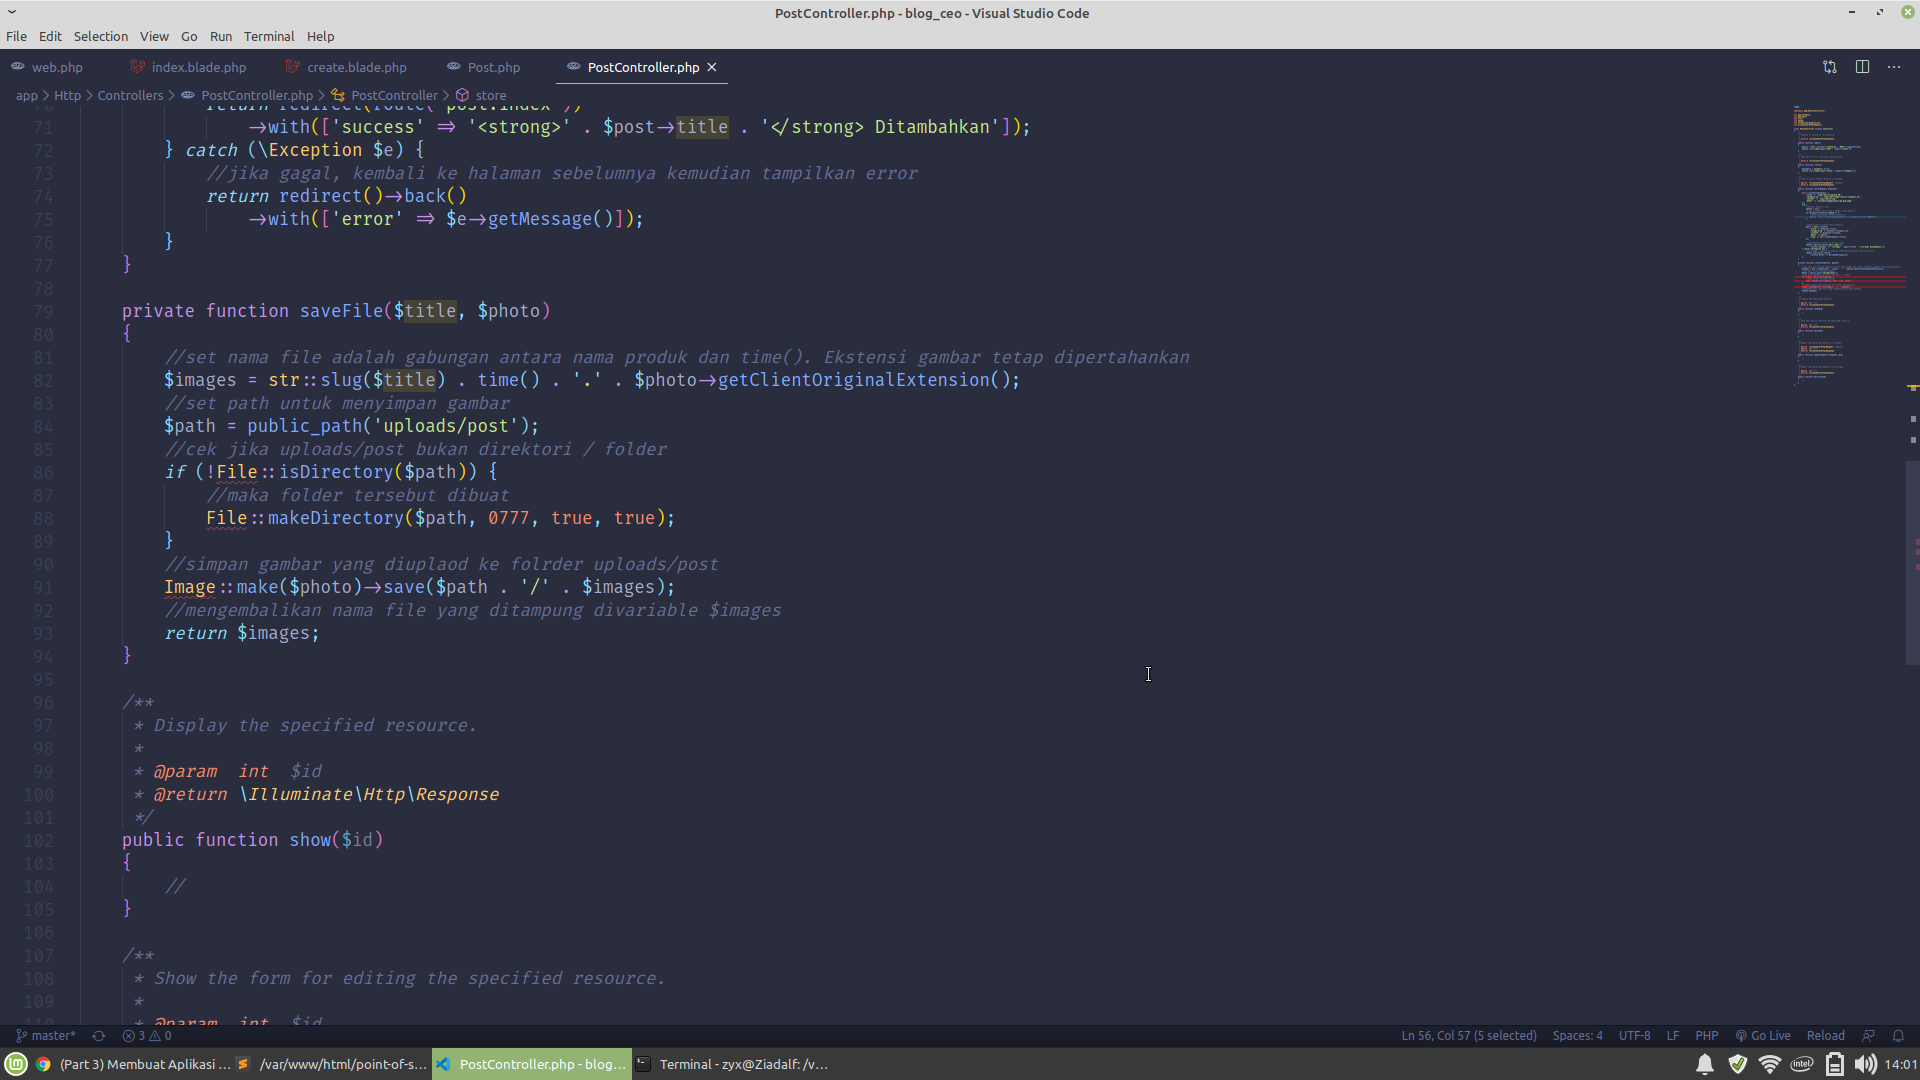 PostController.php - blog_ceo - Visual Studio Code
File Edit Selection View Go Run Terminal Help
web.php index.blade.php create.blade.php Post.php PostController.php
app > Http > Controllers > PostController.php > PostController > store
return redirect(route('post.index'))
71 ->with(['success' => '<strong>' . $post->title . '</strong> Ditambahkan']);
72 } catch (\Exception $e) {
73 //jika gagal, kembali ke halaman sebelumnya kemudian tampilkan error
74 return redirect()->back()
75 ->with(['error' => $e->getMessage()]);
76 }
77 }
78
79 private function saveFile($title, $photo)
80 {
81 //set nama file adalah gabungan antara nama produk dan time(). Ekstensi gambar tetap dipertahankan
82 $images = str::slug($title) . time() . '.' . $photo->getClientOriginalExtension();
83 //set path untuk menyimpan gambar
84 $path = public_path('uploads/post');
85 //cek jika uploads/post bukan direktori / folder
86 if (!File::isDirectory($path)) {
87 //maka folder tersebut dibuat
88 File::makeDirectory($path, 0777, true, true);
89 }
90 //simpan gambar yang diuplaod ke folrder uploads/post
91 Image::make($photo)->save($path . '/' . $images);
92 //mengembalikan nama file yang ditampung divariable $images
93 return $images;
94 }
95
96 /**
97 * Display the specified resource.
98 *
99 * @param int $id
100 * @return \Illuminate\Http\Response
101 */
102 public function show($id)
103 {
104 //
105 }
106
107 /**
108 * Show the form for editing the specified resource.
109 *
110 * @param int $id
master* 3 0 Ln 56, Col 57 (5 selected) Spaces: 4 UTF-8 LF PHP Go Live Reload
(Part 3) Membuat Aplikasi ... /var/www/html/point-of-s... PostController.php - blog... Terminal - zyx@Ziadalf: /v... 14:01